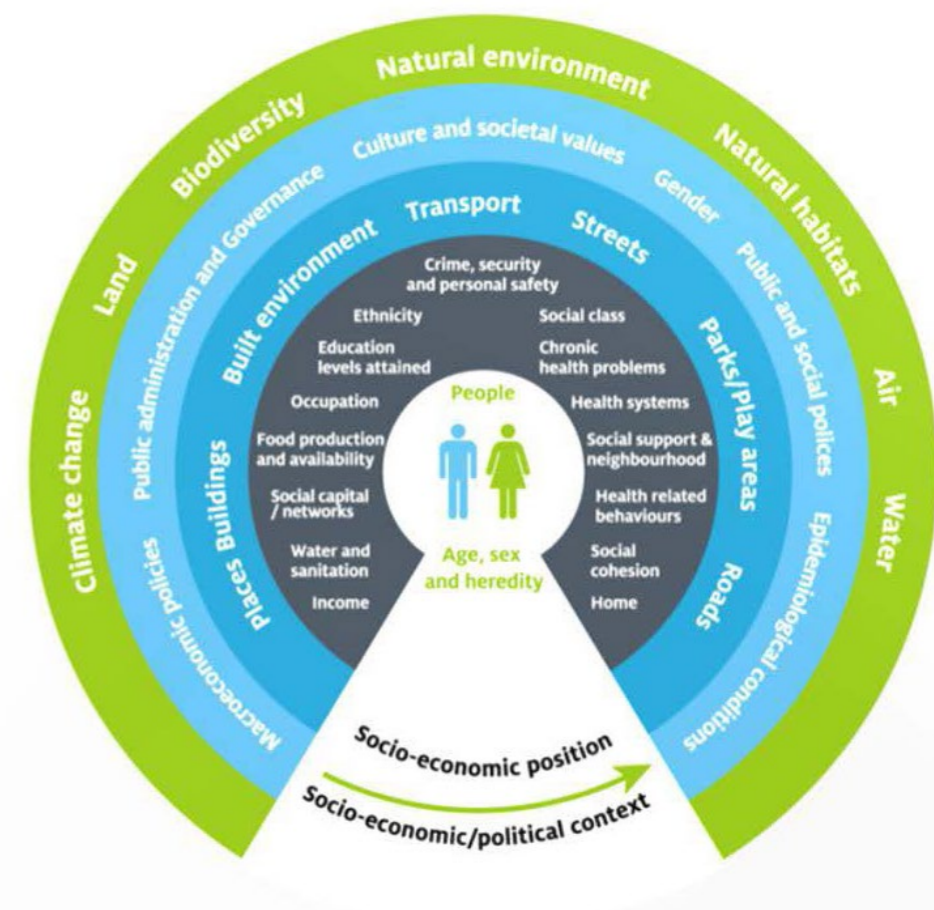 Natural environment
Biodiversity
Natural habitats
Land
Air
Climate change
Water
Culture and societal values
Public administration and Governance
Gender
Public and social polices
Macroeconomic policies
Epidemiological conditions
Transport
Built environment
Streets
Parks/Play areas
Places Buildings
Roads
Crime, security
and personal safety
Ethnicity
Social class
Education
levels attained
Chronic
health problems
Occupation
Health systems
Food production
and availability
Social support &
neighbourhood
Social capital
/ networks
Health related
behaviours
Water and
sanitation
Social
cohesion
Income
Home
People
Age, sex
and heredity
Socio-economic position
Socio-economic/political context